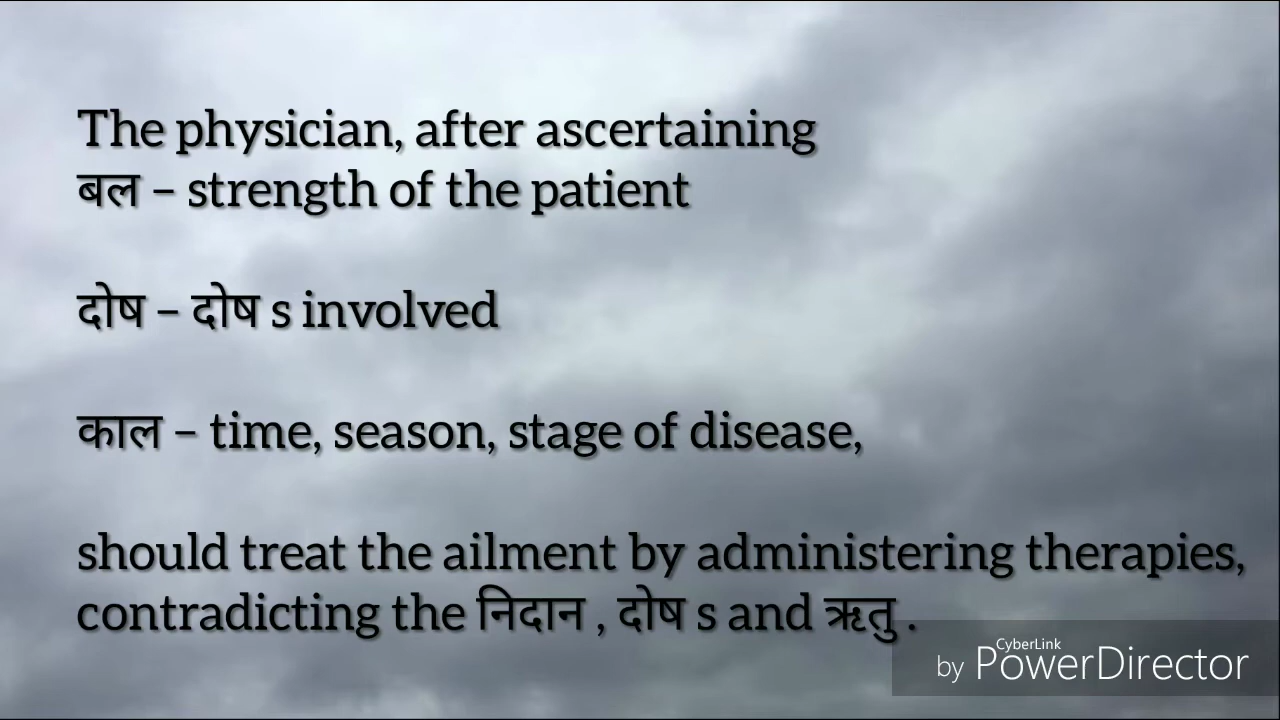 The physician, after ascertaining
बल – strength of the patient
दोष – दोष s involved
काल – time, season, stage of disease,
should treat the ailment by administering therapies,
contradicting the निदान , दोष s and ऋतु .
CyberLink
by PowerDirector